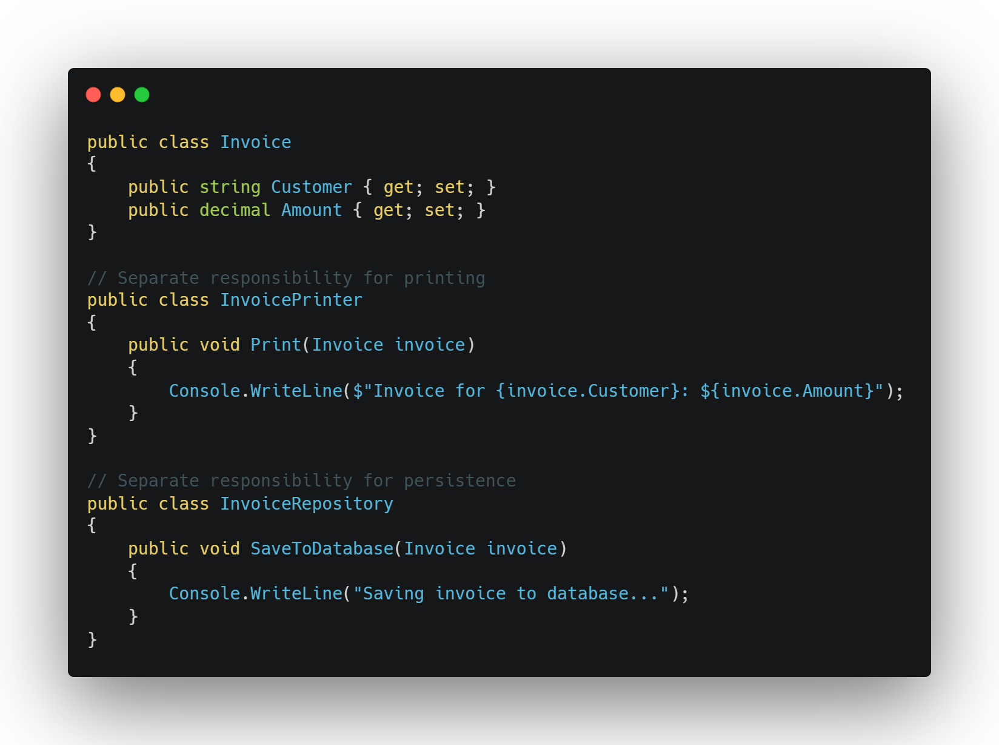 public class Invoice
{
    public string Customer { get; set; }
    public decimal Amount { get; set; }
}

// Separate responsibility for printing
public class InvoicePrinter
{
    public void Print(Invoice invoice)
    {
        Console.WriteLine($"Invoice for {invoice.Customer}: ${invoice.Amount}");
    }
}

// Separate responsibility for persistence
public class InvoiceRepository
{
    public void SaveToDatabase(Invoice invoice)
    {
        Console.WriteLine("Saving invoice to database...");
    }
}